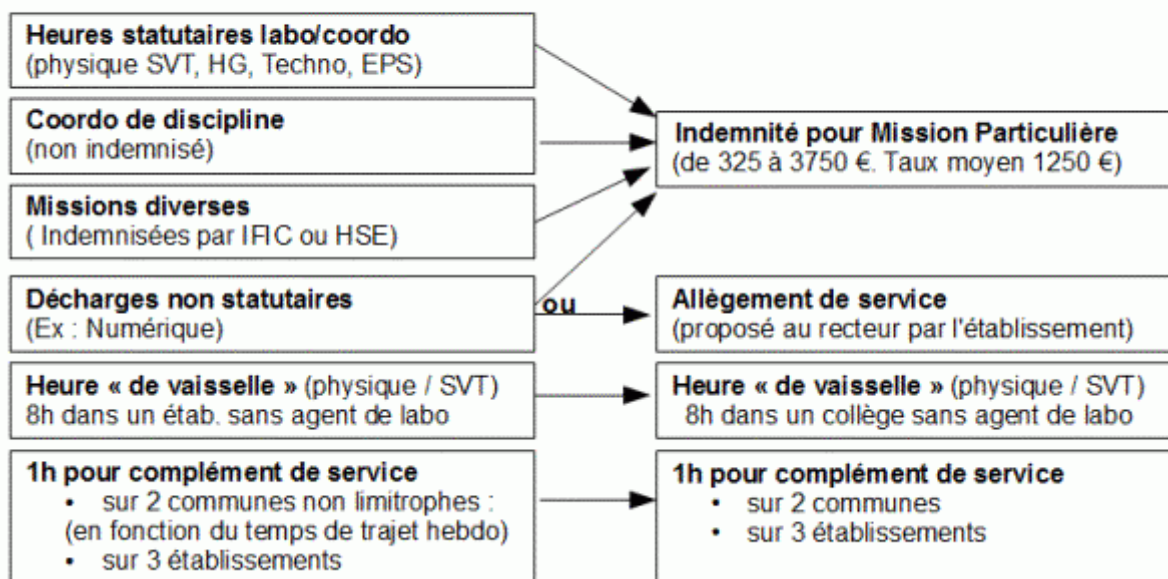 Heures statutaires labo/coordo
(physique SVT, HG, Techno, EPS)
Coordo de discipline
(non indemnisé)
Missions diverses
( Indemnisées par IFIC ou HSE)
Décharges non statutaires
(Ex : Numérique)
Heure « de vaisselle » (physique / SVT)
8h dans un étab. sans agent de labo
1h pour complément de service
• sur 2 communes non limitrophes :
(en fonction du temps de trajet hebdo)
• sur 3 établissements
ou
Indemnité pour Mission Particulière
(de 325 à 3750 €. Taux moyen 1250 €)
Allègement de service
(proposé au recteur par l'établissement)
Heure « de vaisselle » (physique / SVT)
8h dans un collège sans agent de labo
1h pour complément de service
• sur 2 communes
• sur 3 établissements